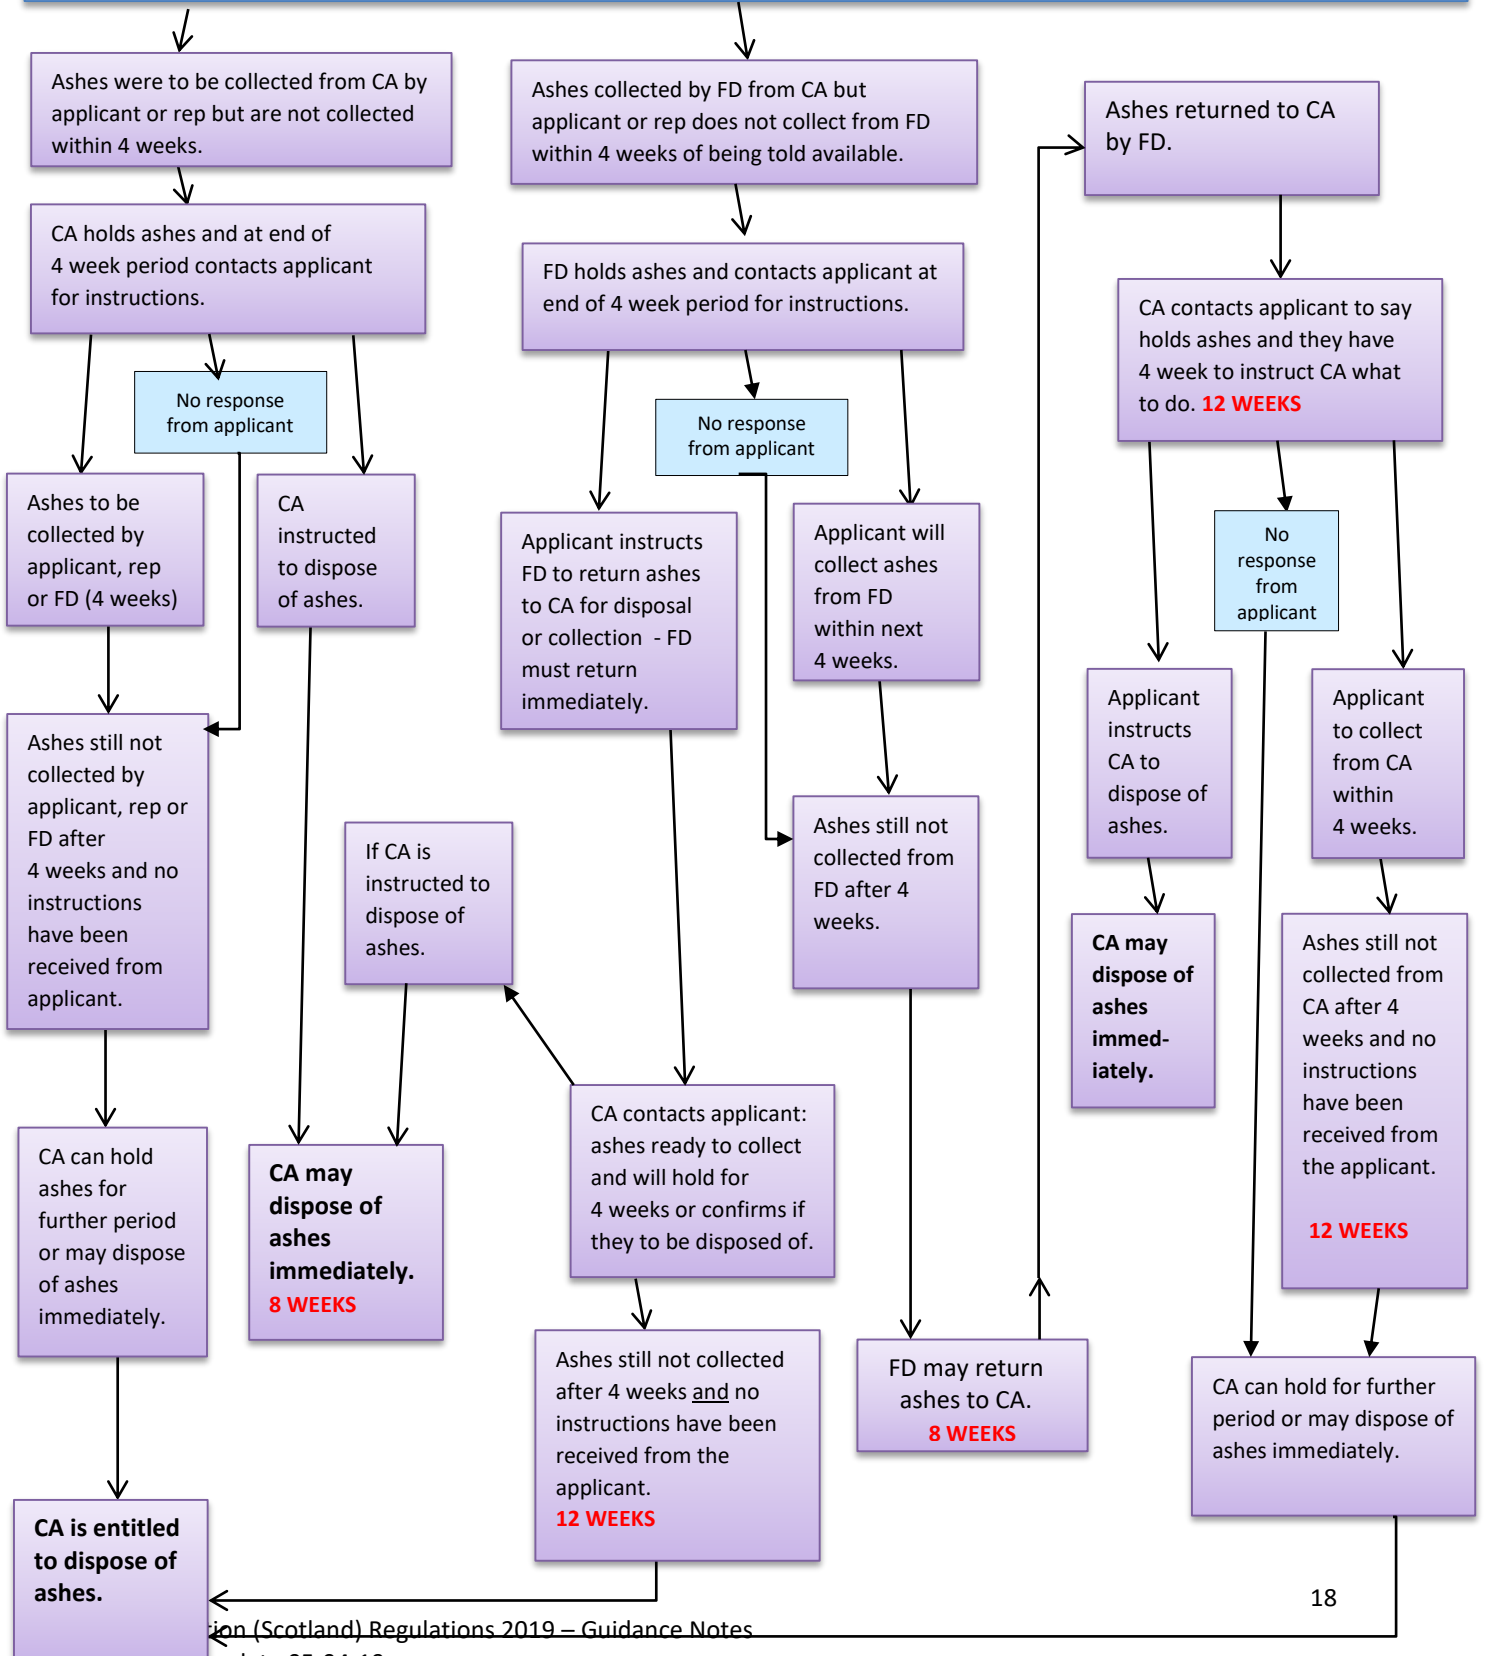 Ashes were to be collected from CA by
applicant or rep but are not collected
within 4 weeks.
Ashes collected by FD from CA but
applicant or rep does not collect from FD
within 4 weeks of being told available.
Ashes returned to CA
by FD.
CA holds ashes and at end of
4 week period contacts applicant
for instructions.
FD holds ashes and contacts applicant at
end of 4 week period for instructions.
CA contacts applicant to say
holds ashes and they have
4 week to instruct CA what
to do. 12 WEEKS
No response
from applicant
No response
from applicant
No
response
from
applicant
Ashes to be
collected by
applicant, rep
or FD (4 weeks)
CA
instructed
to dispose
of ashes.
Applicant instructs
FD to return ashes
to CA for disposal
or collection - FD
must return
immediately.
Applicant will
collect ashes
from FD
within next
4 weeks.
Applicant
instructs
CA to
dispose of
ashes.
Applicant
to collect
from CA
within
4 weeks.
Ashes still not
collected by
applicant, rep or
FD after
4 weeks and no
instructions
have been
received from
applicant.
If CA is
instructed to
dispose of
ashes.
Ashes still not
collected from
FD after 4
weeks.
CA may
dispose of
ashes
immed-
iately.
Ashes still not
collected from
CA after 4
weeks and no
instructions
have been
received from
the applicant.
12 WEEKS
CA can hold
ashes for
further period
or may dispose
of ashes
immediately.
CA may
dispose of
ashes
immediately.
8 WEEKS
CA contacts applicant:
ashes ready to collect
and will hold for
4 weeks or confirms if
they to be disposed of.
Ashes still not collected
after 4 weeks and no
instructions have been
received from the
applicant.
12 WEEKS
FD may return
ashes to CA.
8 WEEKS
CA can hold for further
period or may dispose of
ashes immediately.
CA is entitled
to dispose of
ashes.
18
(Scotland) Regulations 2019 – Guidance Notes